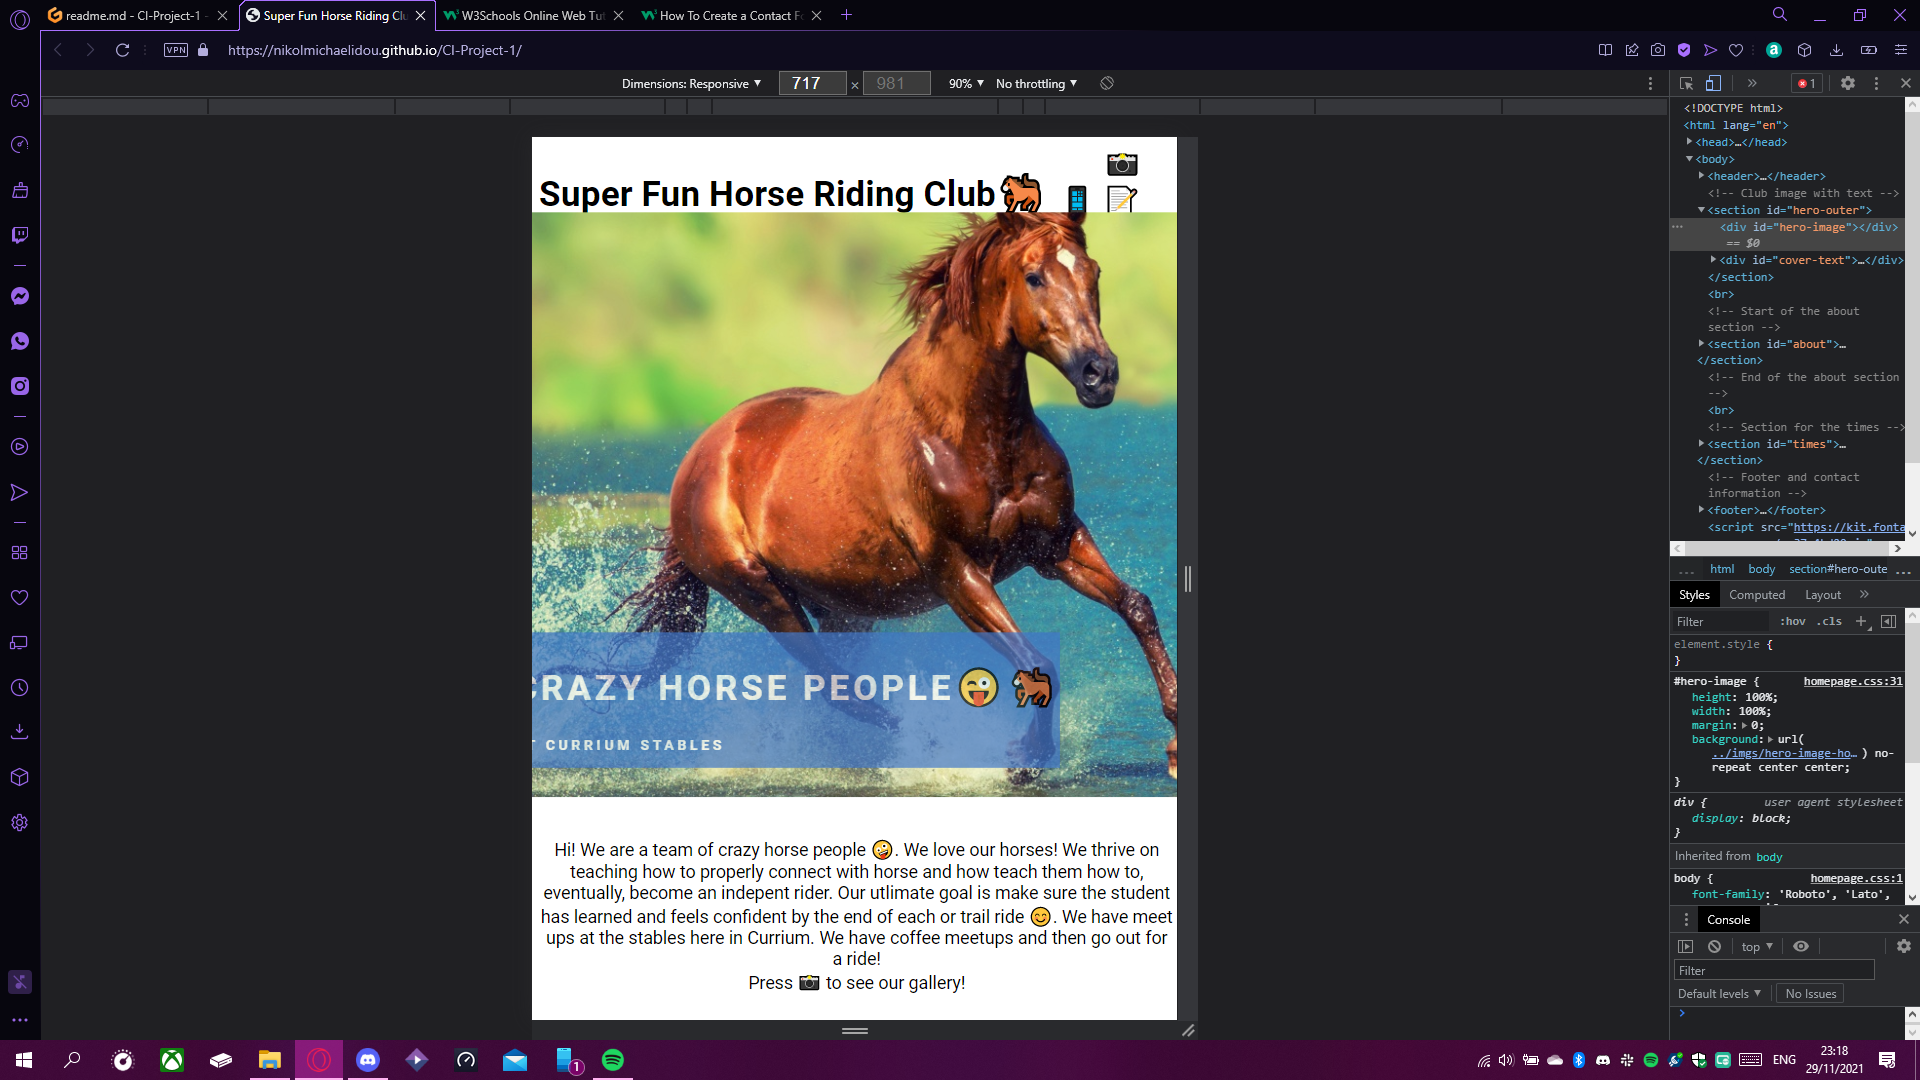 readme.md - CI-Project-1 -
Super Fun Horse Riding Clu
W3Schools Online Web Tut
How To Create a Contact F
VPN
https://nikolmichaelidou.github.io/CI-Project-1/
Dimensions: Responsive
717
×
981
90%
No throttling
1
<!DOCTYPE html>
<html lang="en">
<head>…</head>
<body>
<header>…</header>
<!-- Club image with text -->
<section id="hero-outer">
<div id="hero-image"></div>
== $0
<div id="cover-text">…</div>
</section>
<br>
<!-- Start of the about
section -->
<section id="about">…
</section>
<!-- End of the about section
-->
<br>
<!-- Section for the times -->
<section id="times">…
</section>
<!-- Footer and contact
information -->
<footer>…</footer>
<script src="https://kit.fonta
html body section#hero-oute ...
Styles Computed Layout
Filter :hov .cls
element.style {
}
#hero-image { homepage.css:31
height: 100%;
width: 100%;
margin: 0;
background: url(
../imgs/hero-image-ho… ) no-
repeat center center;
}
div { user agent stylesheet
display: block;
}
Inherited from body
body { homepage.css:1
font-family: 'Roboto', 'Lato',
Console
top
Filter
Default levels No Issues
Super Fun Horse Riding Club🐎
CRAZY HORSE PEOPLE😜 🐎
T CURRIUM STABLES
Hi! We are a team of crazy horse people 🤪. We love our horses! We thrive on
teaching how to properly connect with horse and how teach them how to,
eventually, become an indepent rider. Our utlimate goal is make sure the student
has learned and feels confident by the end of each or trail ride 😊. We have meet
ups at the stables here in Currium. We have coffee meetups and then go out for
a ride!
Press 📷 to see our gallery!
1
ENG
23:18
29/11/2021